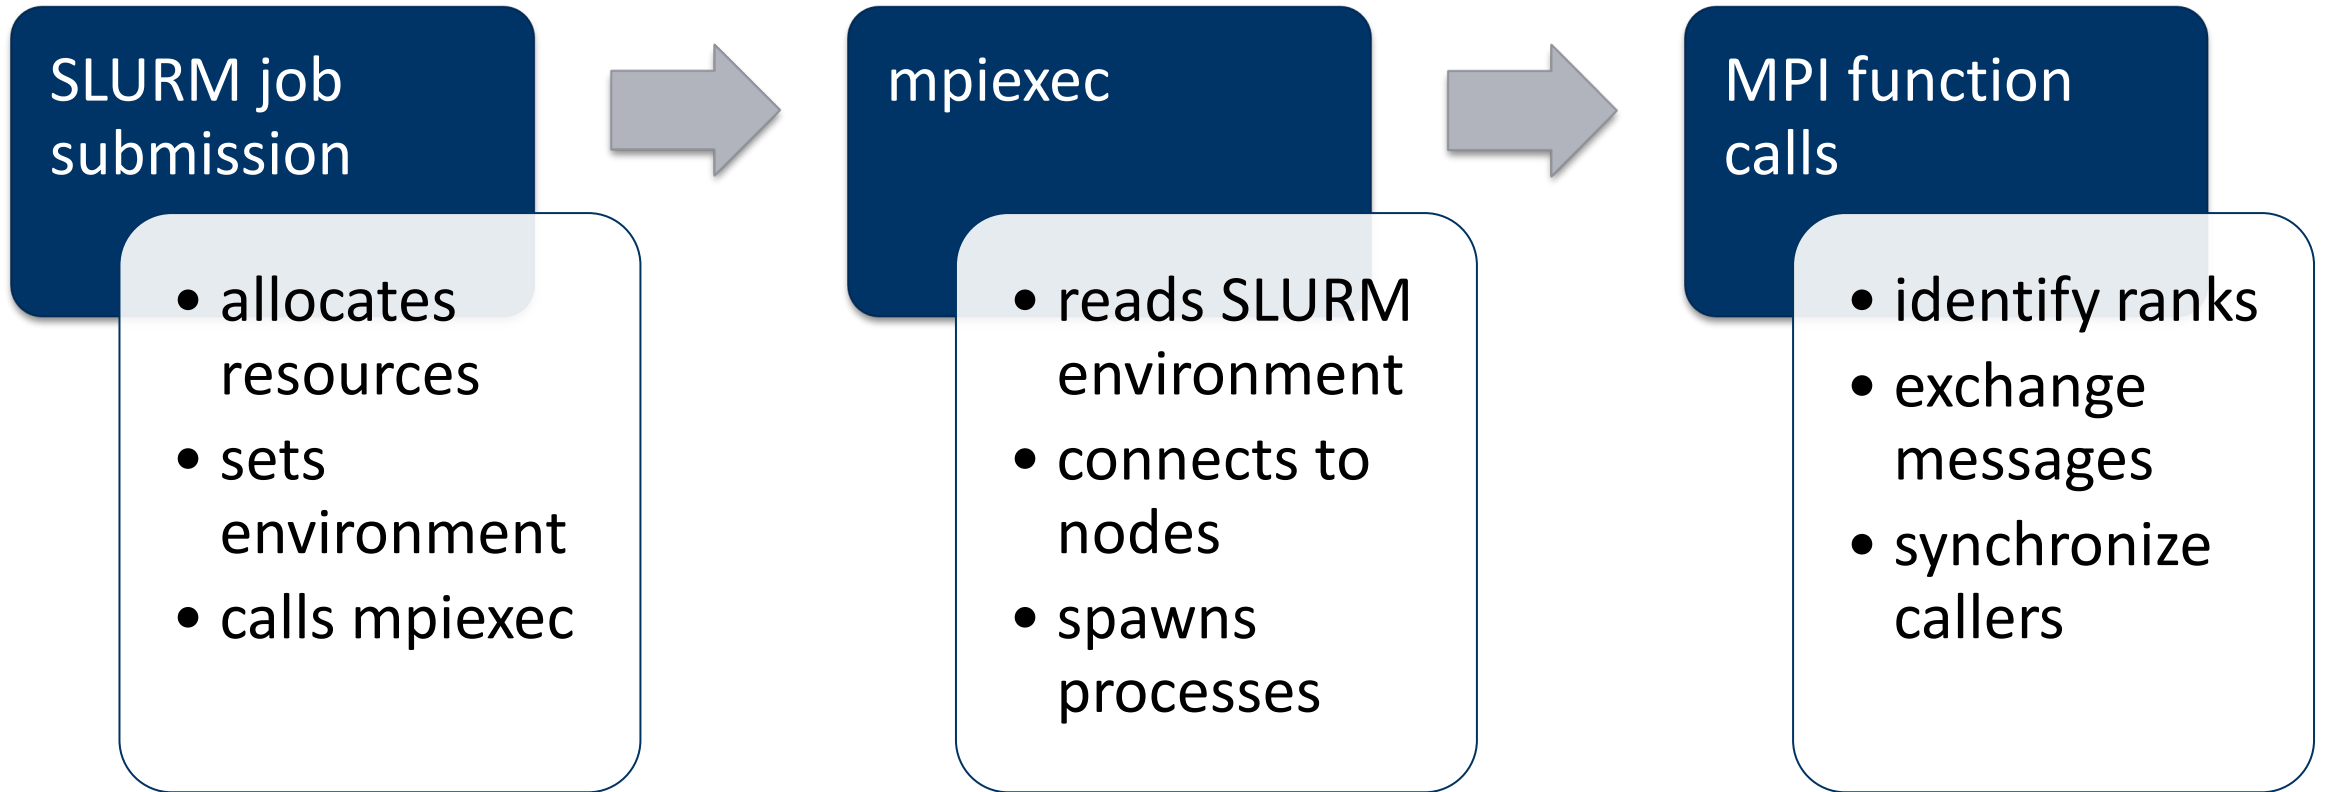 SLURM job
submission
• allocates
resources
• sets
environment
• calls mpiexec
mpiexec
• reads SLURM
environment
• connects to
nodes
• spawns
processes
MPI function
calls
• identify ranks
• exchange
messages
• synchronize
callers